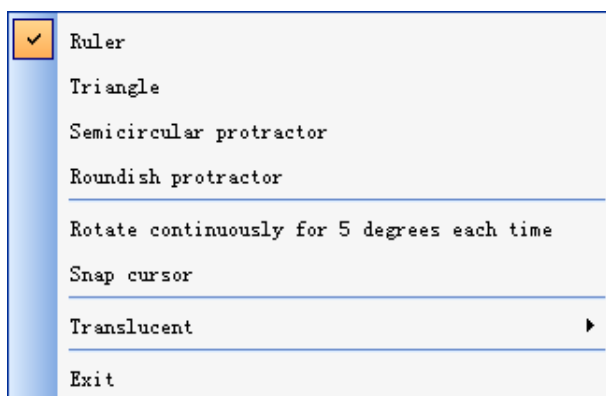 Ruler
Triangle
Semicircular protractor
Roundish protractor
Rotate continuously for 5 degrees each time
Snap cursor
Translucent
Exit